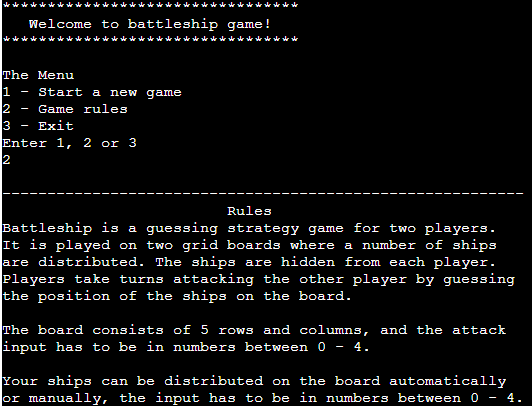 *********************************
Welcome to battleship game!
*********************************
The Menu
1 - Start a new game
2 - Game rules
3 - Exit
Enter 1, 2 or 3
2
----------------------------------------------------------
Rules
Battleship is a guessing strategy game for two players.
It is played on two grid boards where a number of ships
are distributed. The ships are hidden from each player.
Players take turns attacking the other player by guessing
the position of the ships on the board.
The board consists of 5 rows and columns, and the attack
input has to be in numbers between 0 - 4.
Your ships can be distributed on the board automatically
or manually, the input has to be in numbers between 0 - 4.